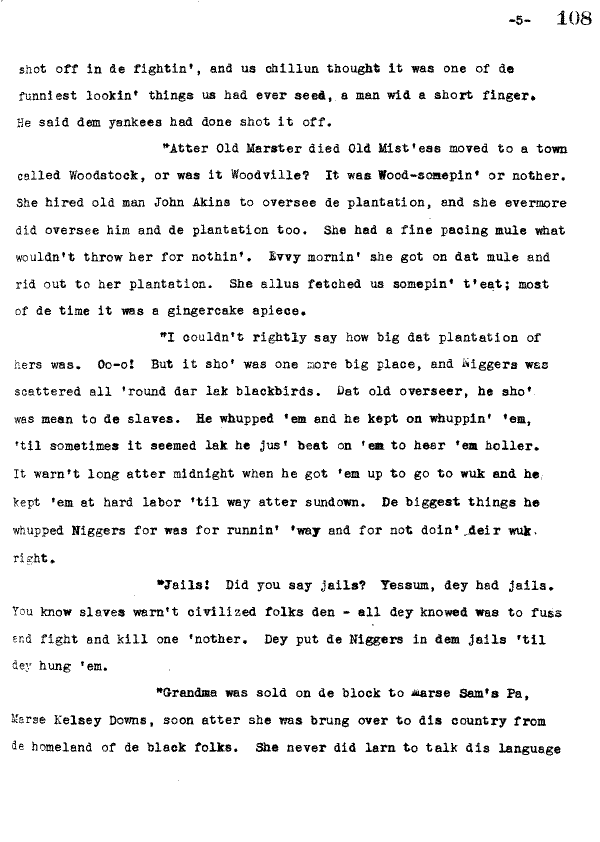 -5- 108
shot off in de fightin', and us chillun thought it was one of de
funniest lookin' things us had ever seed, a man wid a short finger.
He said dem yankees had done shot it off.
"Atter Old Marster died Old Mist'ess moved to a town
called Woodstock, or was it Woodville? It was Wood-somepin' or nother.
She hired old man John Akins to oversee de plantation, and she evermore
did oversee him and de plantation too. She had a fine pacing mule what
wouldn't throw her for nothin'. Evvy mornin' she got on dat mule and
rid out to her plantation. She allus fetched us somepin' t'eat; most
of de time it was a gingercake apiece.
"I couldn't rightly say how big dat plantation of
hers was. Oo-o! But it sho' was one more big place, and Niggers was
scattered all 'round dar lak blackbirds. Dat old overseer, he sho'
was mean to de slaves. He whupped 'em and he kept on whuppin' 'em,
'til sometimes it seemed lak he jus' beat on 'em to hear 'em holler.
It warn't long atter midnight when he got 'em up to go to wuk and he
kept 'em at hard labor 'til way atter sundown. De biggest things he
whupped Niggers for was for runnin' 'way and for not doin' deir wuk
right.
"Jails! Did you say jails? Yessum, dey had jails.
You know slaves warn't civilized folks den - all dey knowed was to fuss
and fight and kill one 'nother. Dey put de Niggers in dem jails 'til
dey hung 'em.
"Grandma was sold on de block to Marse Sam's Pa,
Marse Kelsey Downs, soon atter she was brung over to dis country from
de homeland of de black folks. She never did larn to talk dis language